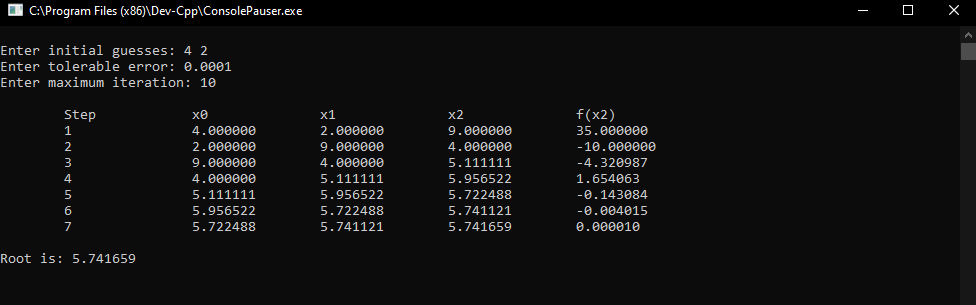 C:\Program Files (x86)\Dev-Cpp\ConsolePauser.exe
Enter initial guesses: 4 2
Enter tolerable error: 0.0001
Enter maximum iteration: 10
Step x0 x1 x2 f(x2)
1 4.000000 2.000000 9.000000 35.000000
2 2.000000 9.000000 4.000000 -10.000000
3 9.000000 4.000000 5.111111 -4.320987
4 4.000000 5.111111 5.956522 1.654063
5 5.111111 5.956522 5.722488 -0.143084
6 5.956522 5.722488 5.741121 -0.004015
7 5.722488 5.741121 5.741659 0.000010
Root is: 5.741659